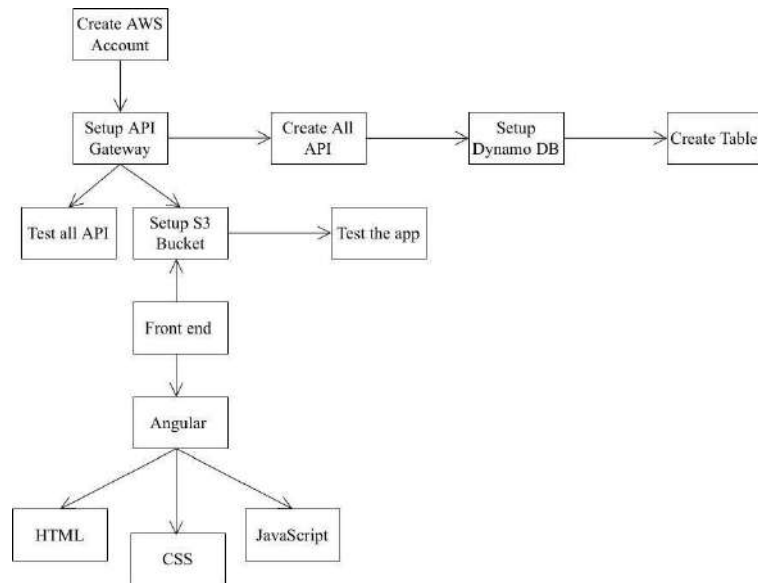 Create AWS
Account
Setup API
Gateway
Create All
API
Setup
Dynamo DB
Create Table
Test all API
Setup S3
Bucket
Test the app
Front end
Angular
HTML
CSS
JavaScript